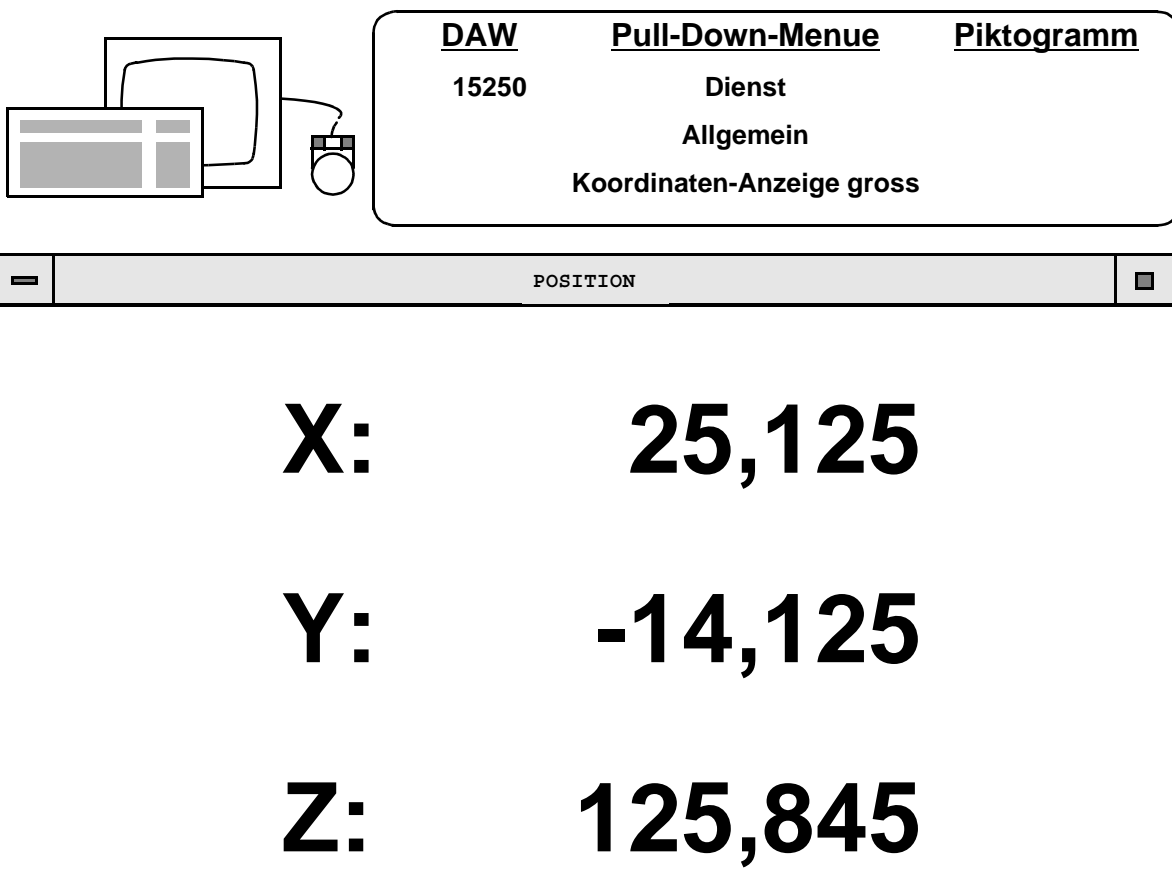 DAW Pull-Down-Menue Piktogramm
15250 Dienst
Allgemein
Koordinaten-Anzeige gross
POSITION
X: 25,125
Y: -14,125
Z: 125,845